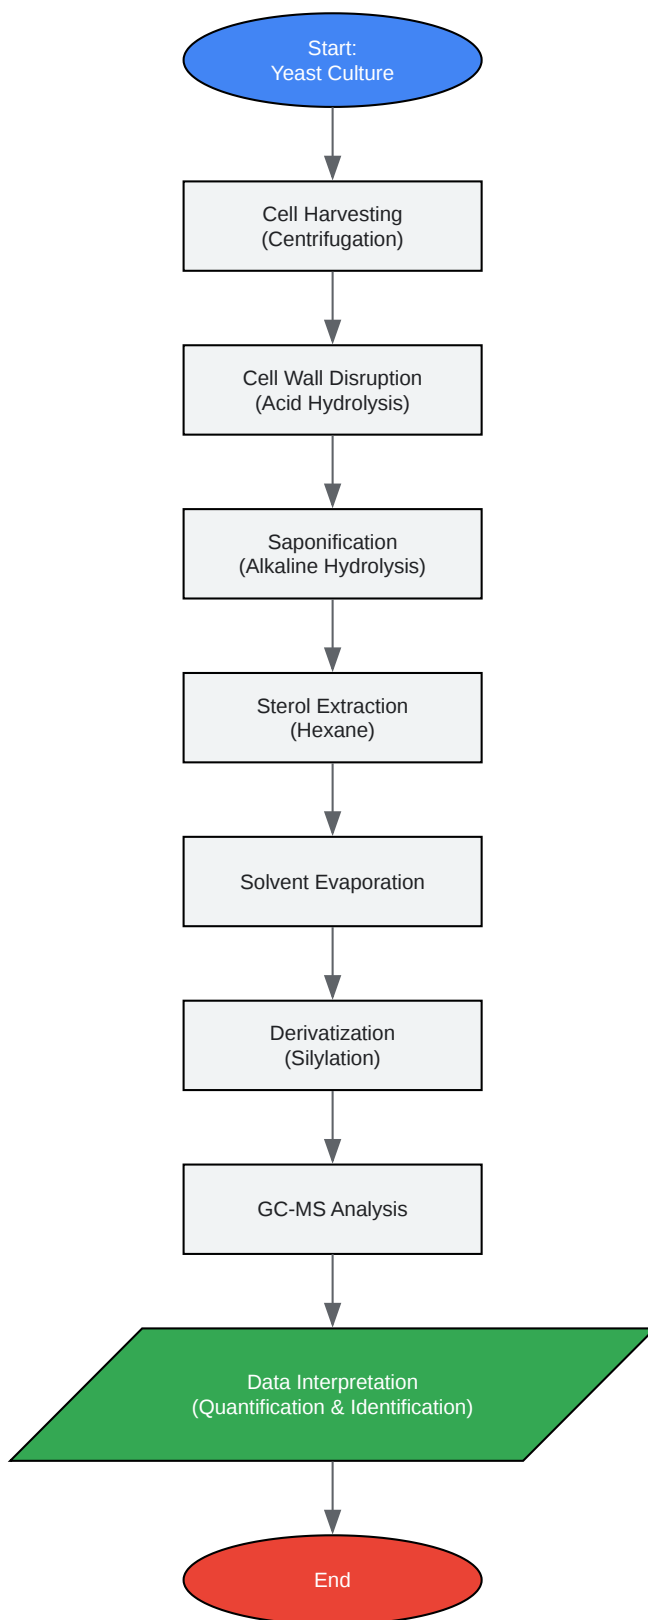 Start:
Yeast Culture
Cell Harvesting
(Centrifugation)
Cell Wall Disruption
(Acid Hydrolysis)
Saponification
(Alkaline Hydrolysis)
Sterol Extraction
(Hexane)
Solvent Evaporation
Derivatization
(Silylation)
GC-MS Analysis
Data Interpretation
(Quantification & Identification)
End